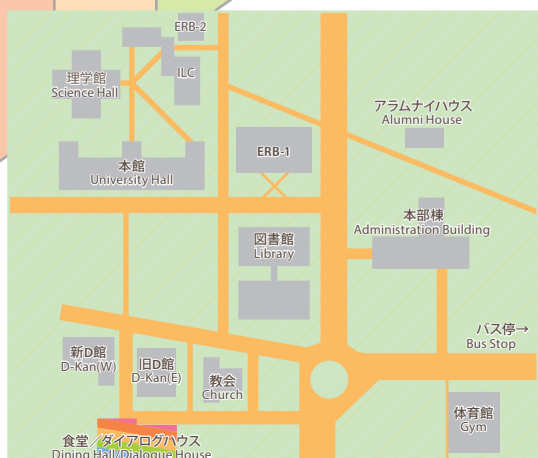 ERB-2
ILC
理学館
Science Hall
アラムナイハウス
Alumni House
ERB-1
本館
University Hall
本部棟
Administration Building
図書館
Library
バス停→
Bus Stop
新D館
D-Kan(W)
旧D館
D-Kan(E)
教会
Church
体育館
Gym
食堂／ダイアログハウス
Dining Hall/Dialogue House